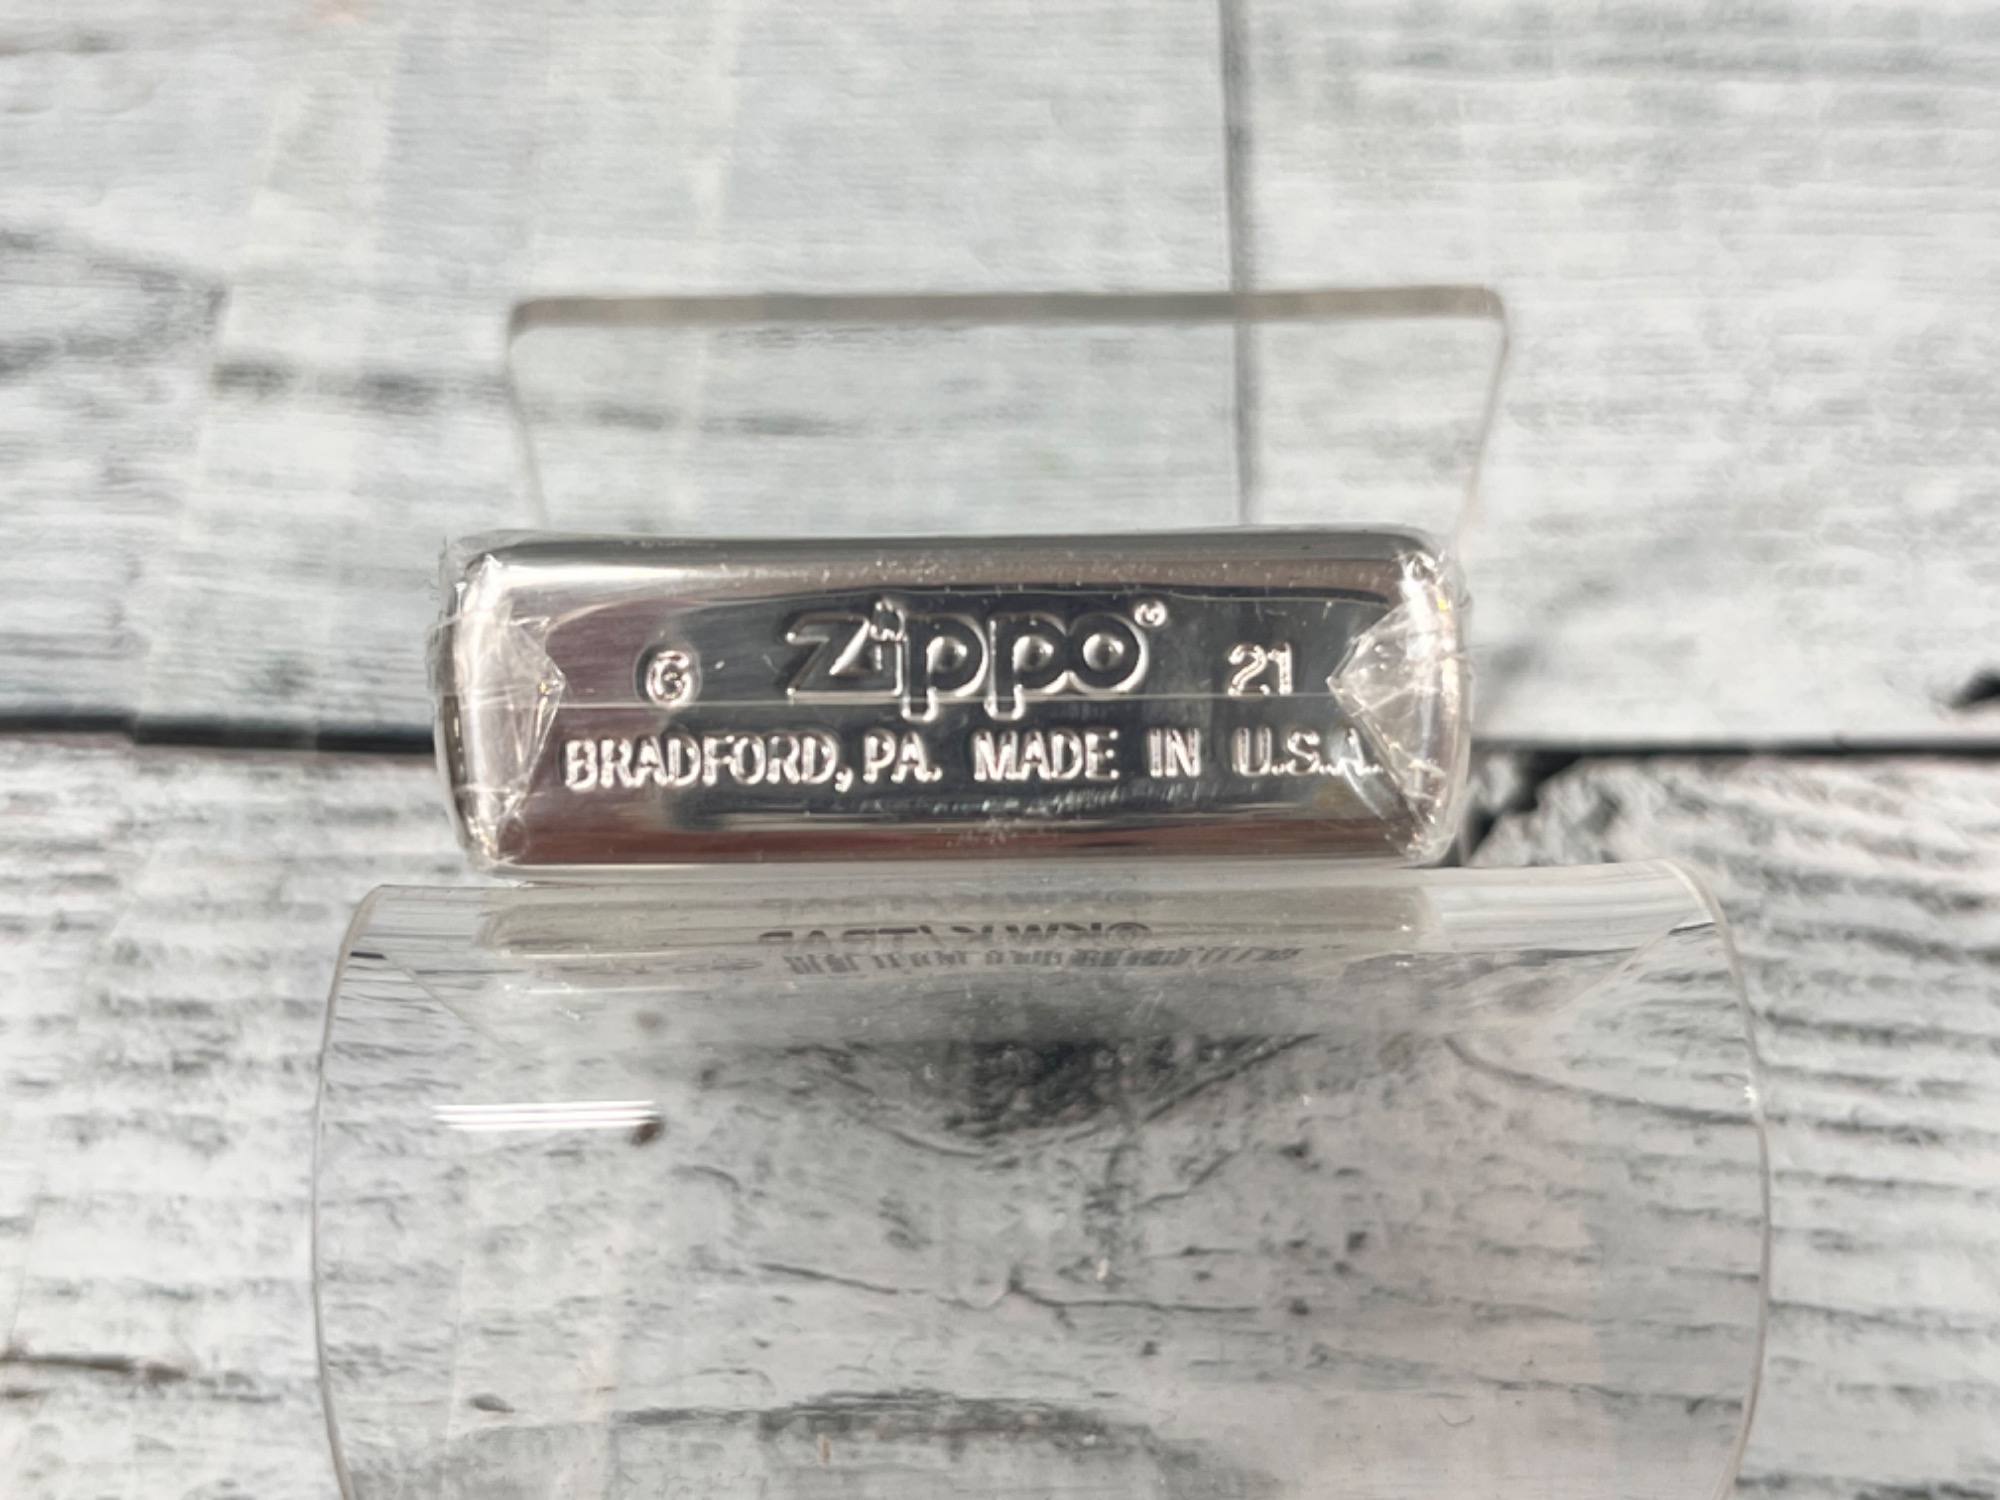 G Zippo® 21
BRADFORD, PA. MADE IN U.S.A.